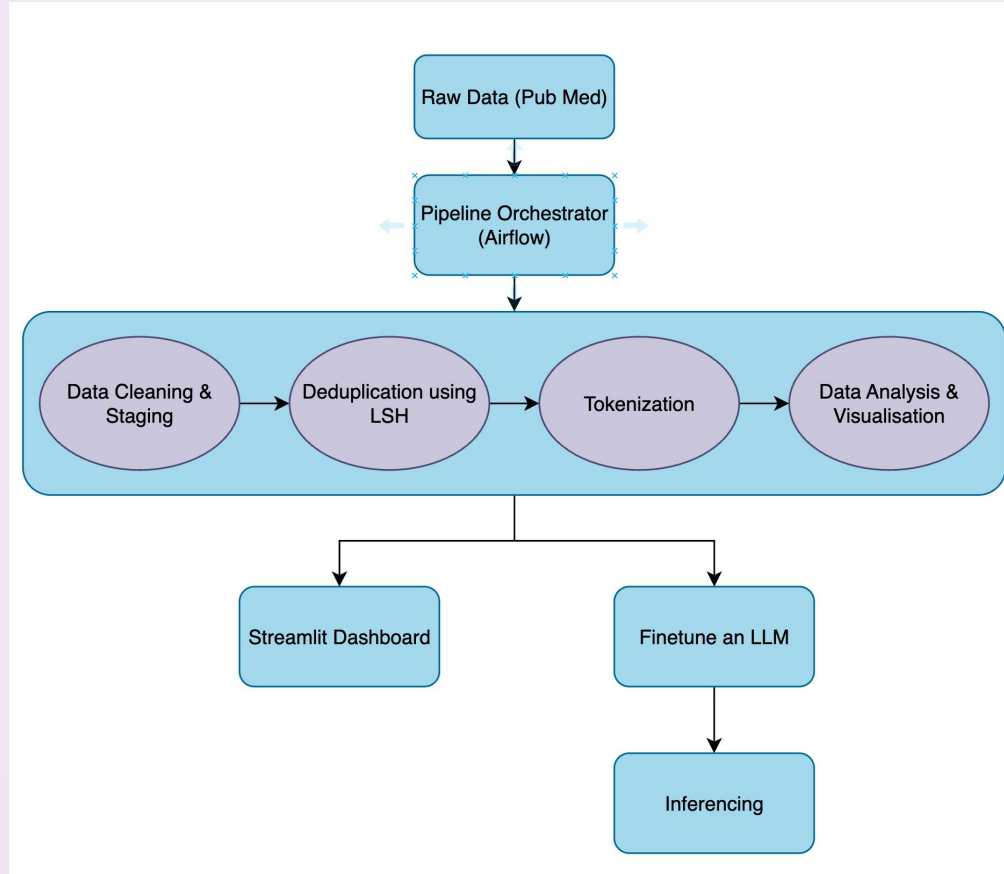 Raw Data (Pub Med)
Pipeline Orchestrator
(Airflow)
Data Cleaning &
Staging
Deduplication using
LSH
Tokenization
Data Analysis &
Visualisation
Streamlit Dashboard
Finetune an LLM
Inferencing